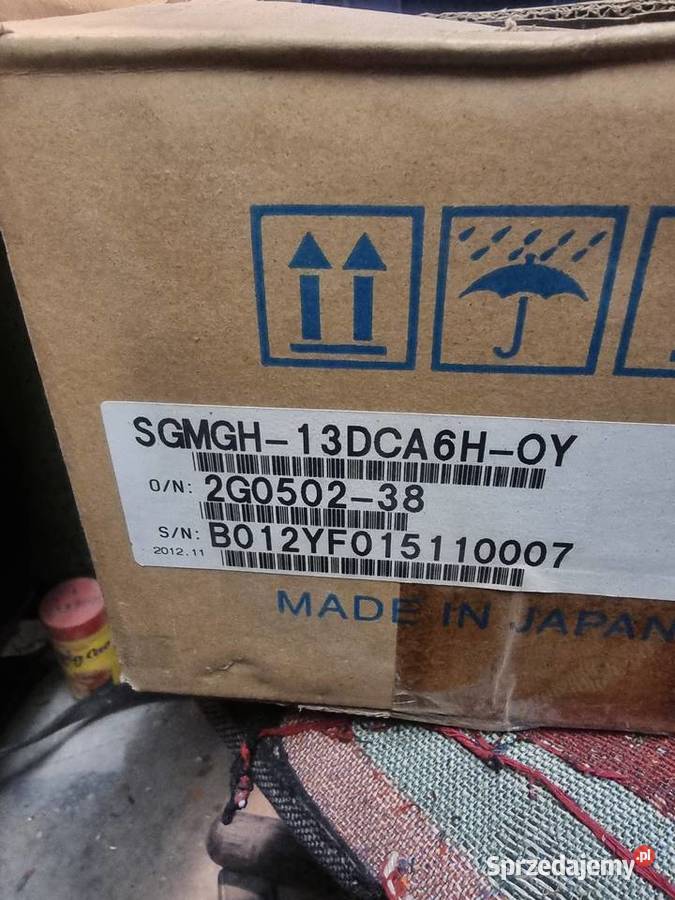 SGMGH-13DCA6H-OY
O/N: 2G0502-38
S/N: B012YF015110007
2012.11
MADE IN JAPAN
Sprzedajemy.pl